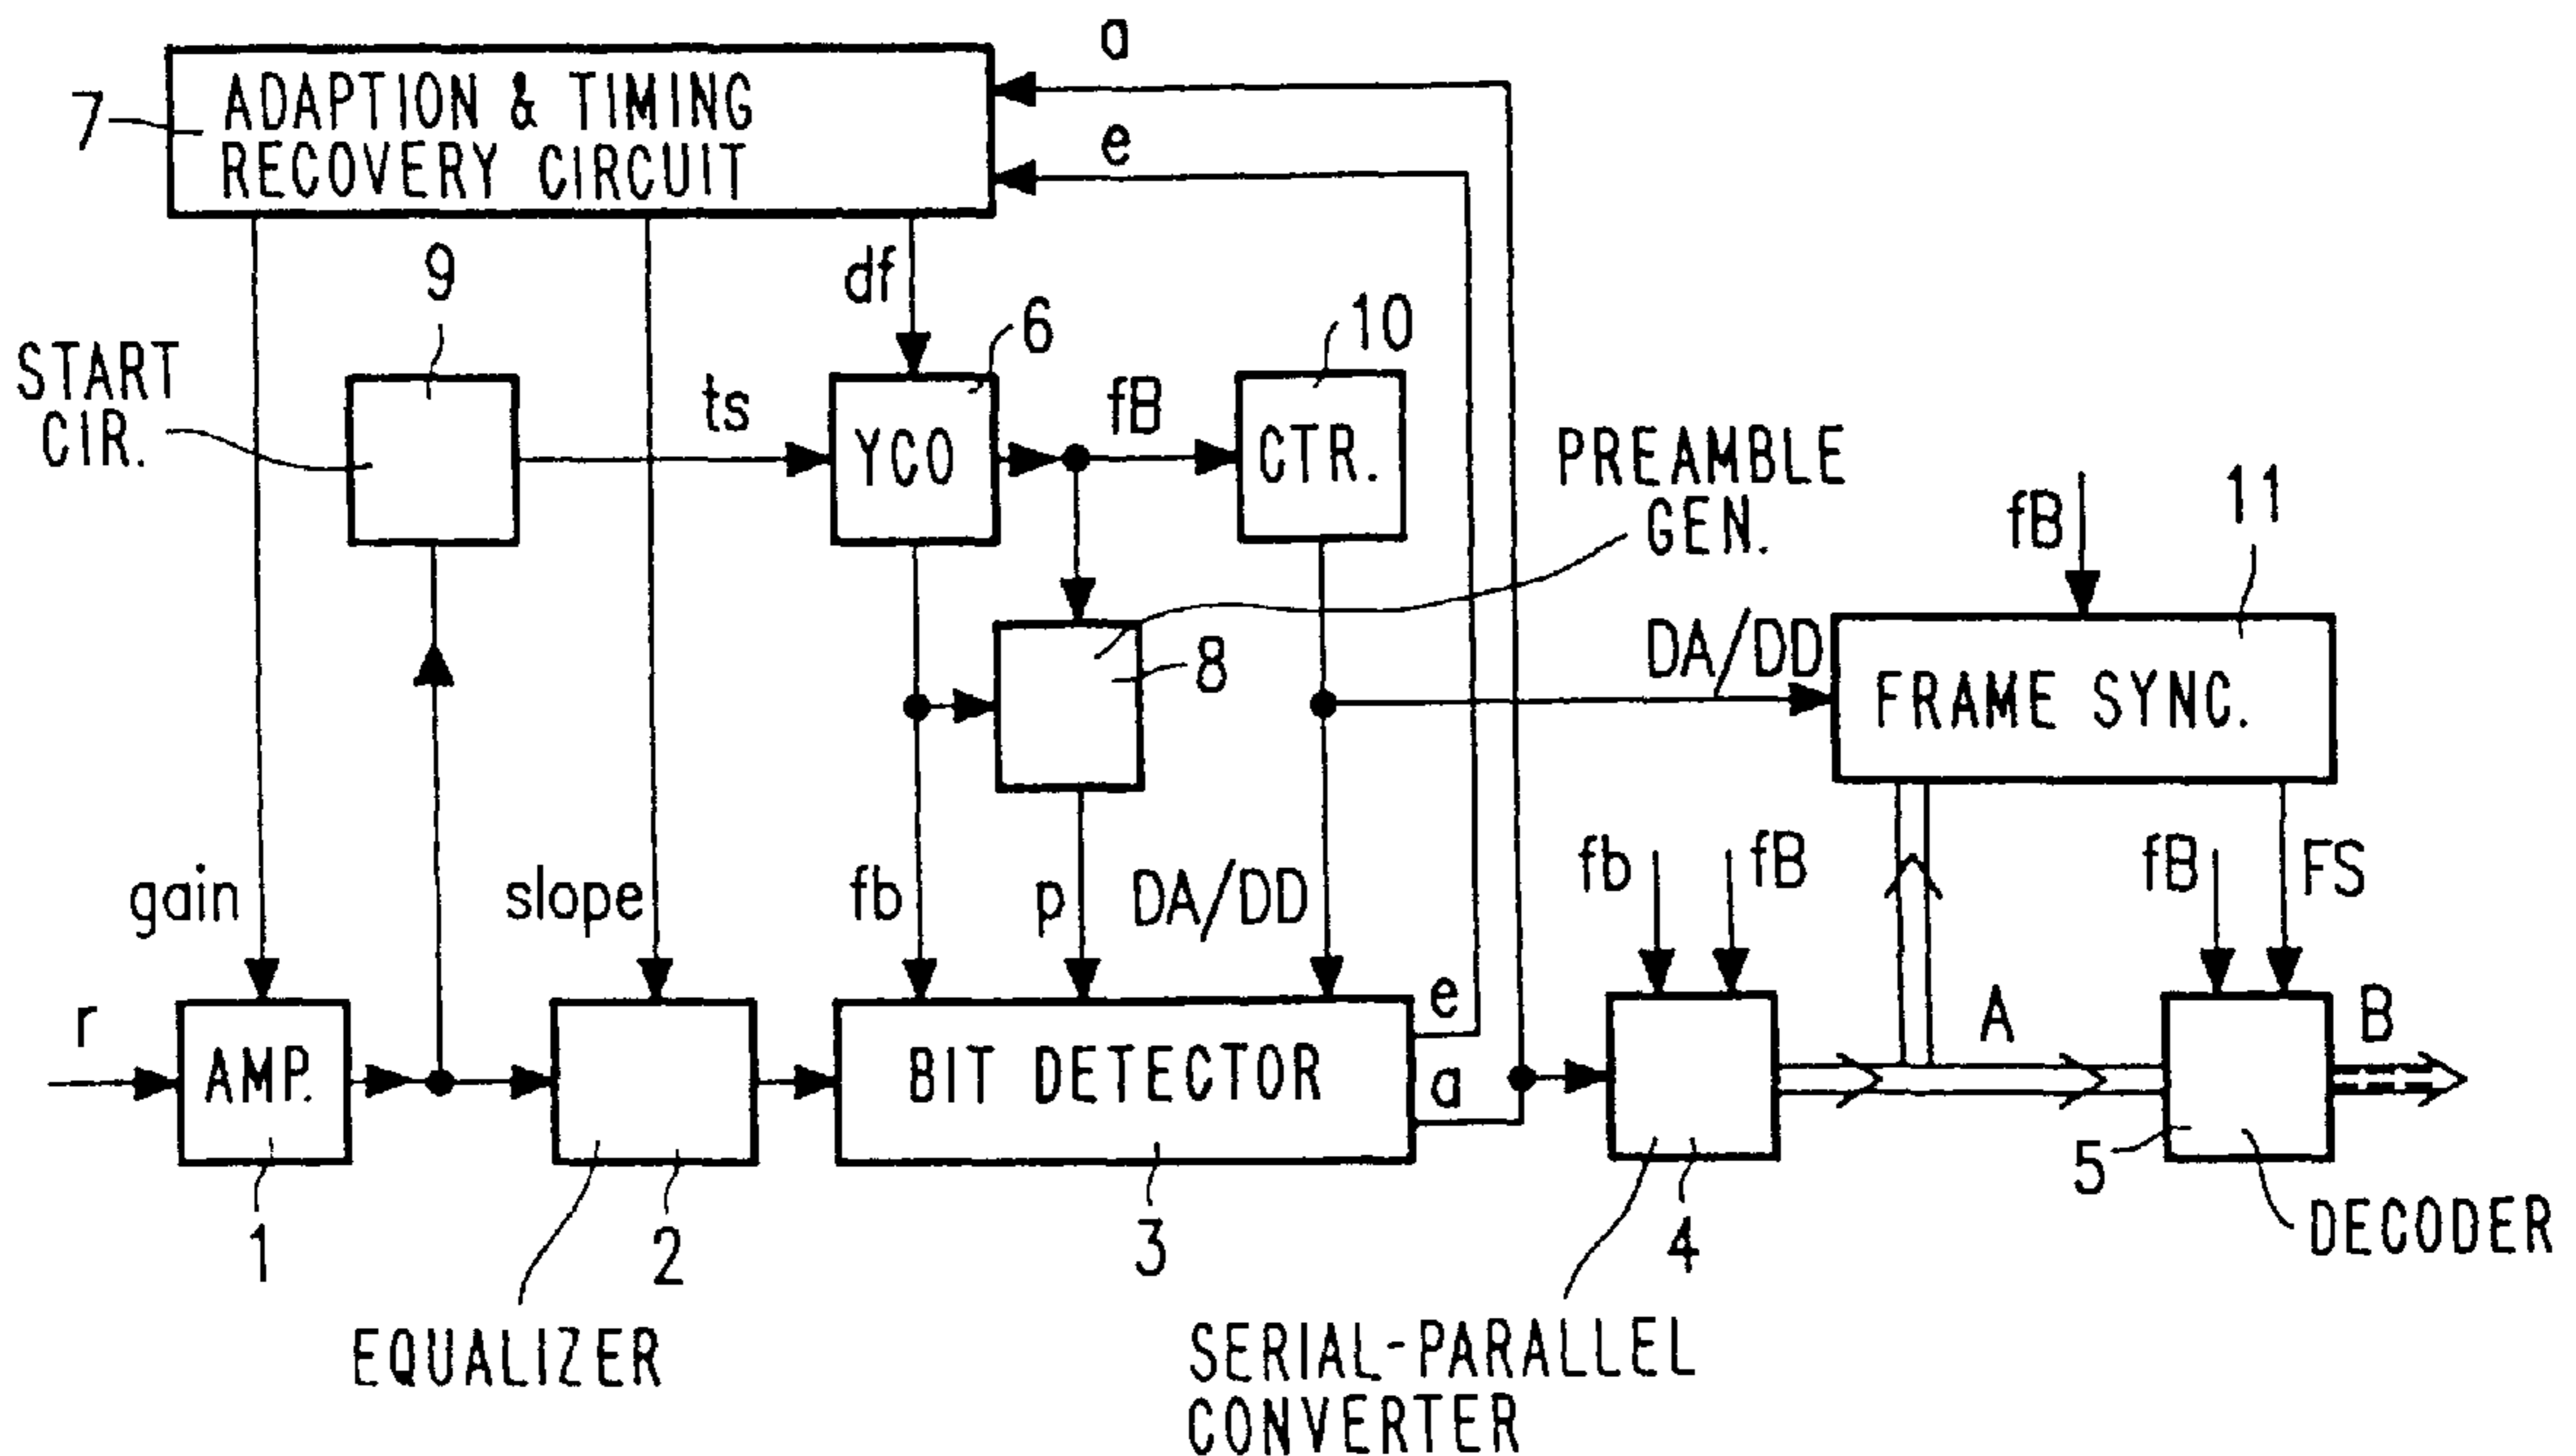 a
7
ADAPTION & TIMING
RECOVERY CIRCUIT
e
9
df
6
10
START
CIR.
ts
YCO
fB
CTR.
PREAMBLE
GEN.
fB
11
8
DA/DD
FRAME SYNC.
gain
slope
fb
p
DA/DD
fb
fB
fB
FS
r
AMP.
BIT DETECTOR
e
a
A
B
1
2
3
4
5
DECODER
EQUALIZER
SERIAL-PARALLEL
CONVERTER